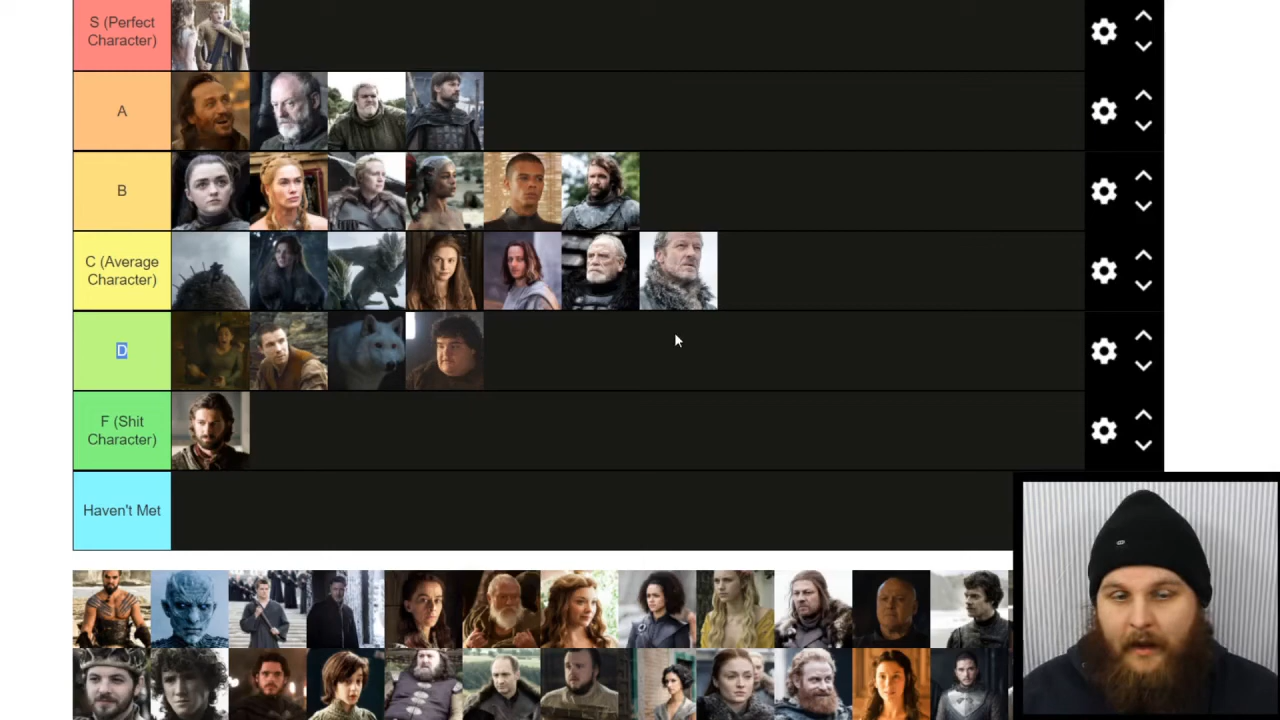 S (Perfect
Character)
A
B
C (Average
Character)
D
F (Shit
Character)
Haven't Met